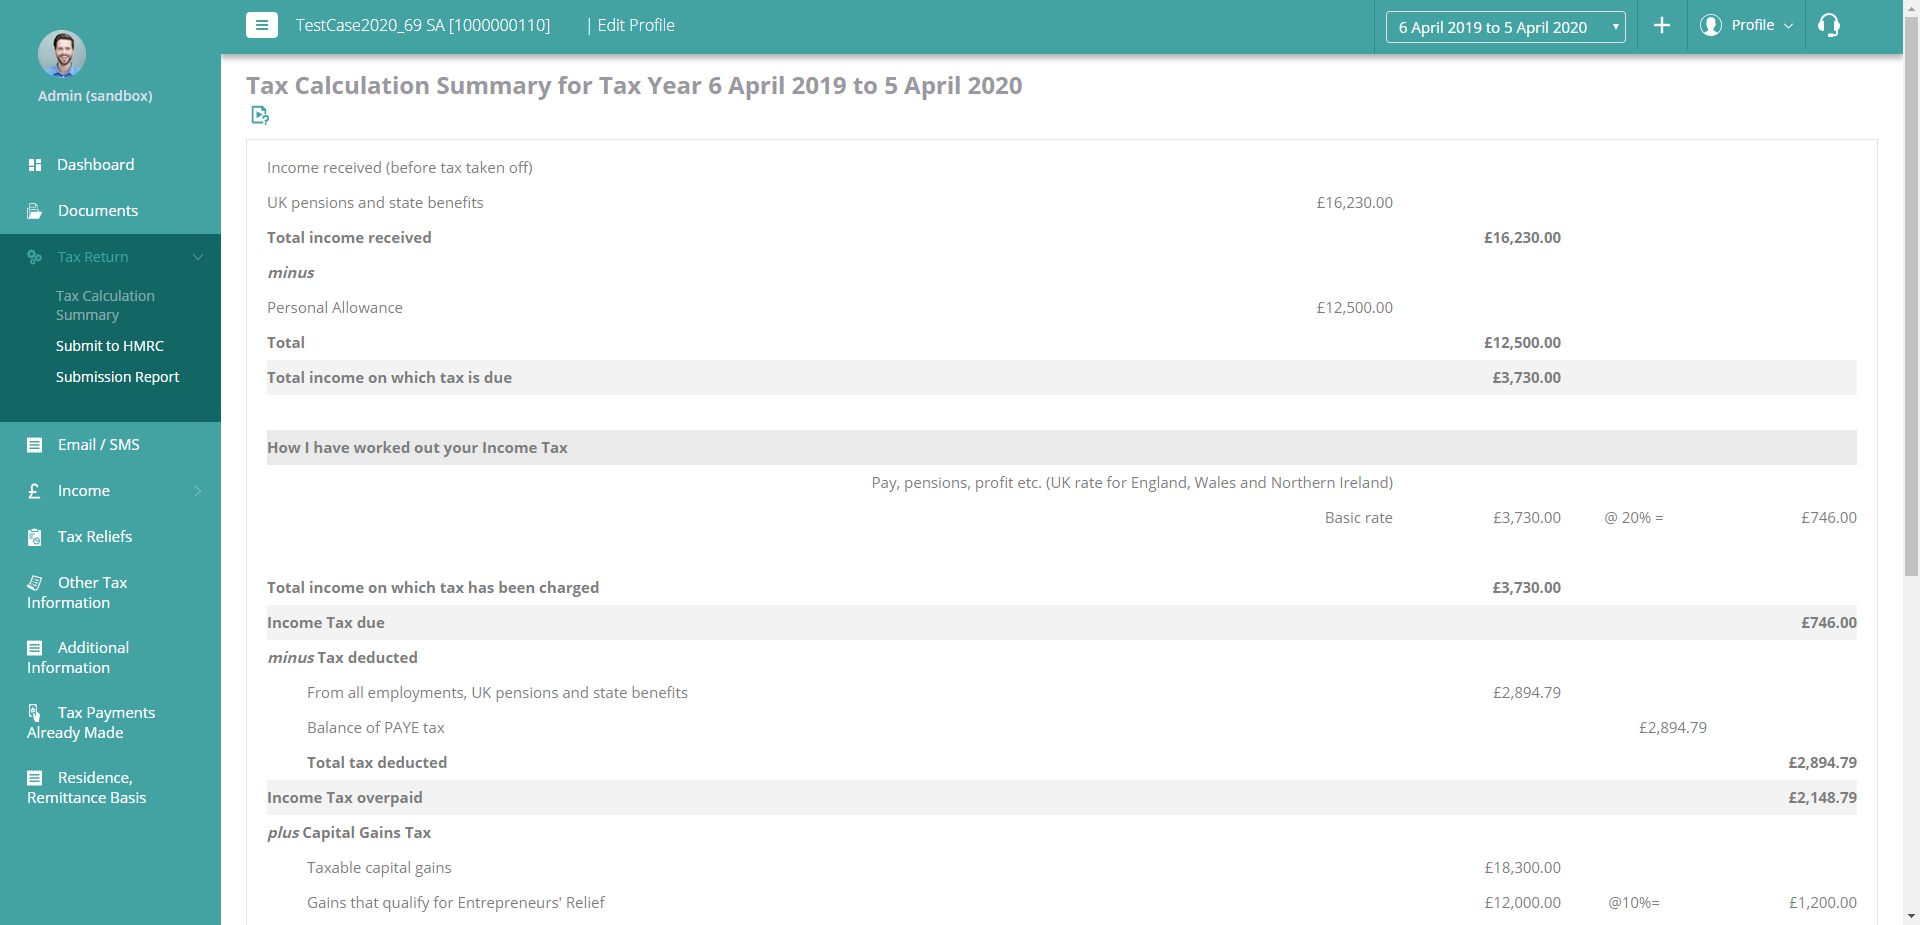 TestCase2020_69 SA [1000000110]
| Edit Profile
6 April 2019 to 5 April 2020
Profile
Admin (sandbox)
Dashboard
Documents
Tax Return
Tax Calculation
Summary
Submit to HMRC
Submission Report
Email / SMS
Income
Tax Reliefs
Other Tax
Information
Additional
Information
Tax Payments
Already Made
Residence,
Remittance Basis
Tax Calculation Summary for Tax Year 6 April 2019 to 5 April 2020
Income received (before tax taken off)
UK pensions and state benefits £16,230.00
Total income received £16,230.00
minus
Personal Allowance £12,500.00
Total £12,500.00
Total income on which tax is due £3,730.00
How I have worked out your Income Tax
Pay, pensions, profit etc. (UK rate for England, Wales and Northern Ireland)
Basic rate £3,730.00 @ 20% = £746.00
Total income on which tax has been charged £3,730.00
Income Tax due £746.00
minus Tax deducted
From all employments, UK pensions and state benefits £2,894.79
Balance of PAYE tax £2,894.79
Total tax deducted £2,894.79
Income Tax overpaid £2,148.79
plus Capital Gains Tax
Taxable capital gains £18,300.00
Gains that qualify for Entrepreneurs' Relief £12,000.00 @10%= £1,200.00